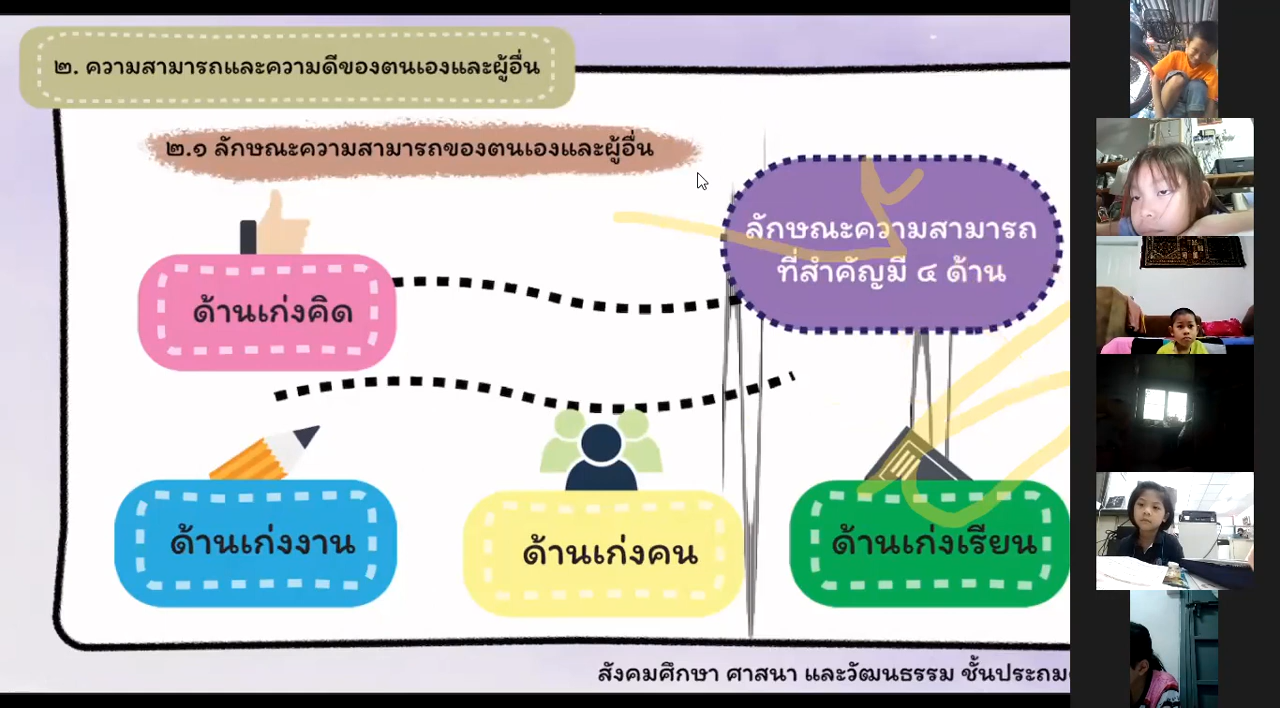 ๒. ความสามารถและความดีของตนเองและผู้อื่น
๒.๑ ลักษณะความสามารถของตนเองและผู้อื่น
ลักษณะความสามารถ
ที่สำคัญมี ๔ ด้าน
ด้านเก่งคิด
ด้านเก่งงาน
ด้านเก่งคน
ด้านเก่งเรียน
สังคมศึกษา ศาสนา และวัฒนธรรม ชั้นประถม